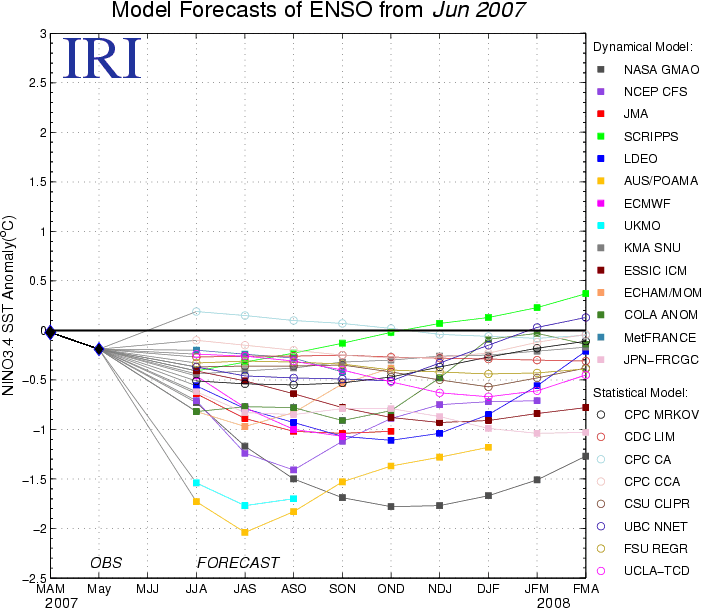 Model Forecasts of ENSO from Jun 2007
IRI
NINO3.4 SST Anomaly(°C)
3
2.5
2
1.5
1
0.5
0
−0.5
−1
−1.5
−2
−2.5
OBS
FORECAST
MAM May MJJ JJA JAS ASO SON OND NDJ DJF JFM FMA
2007 2008
Dynamical Model:
NASA GMAO
NCEP CFS
JMA
SCRIPPS
LDEO
AUS/POAMA
ECMWF
UKMO
KMA SNU
ESSIC ICM
ECHAM/MOM
COLA ANOM
MetFRANCE
JPN−FRCGC
Statistical Model:
CPC MRKOV
CDC LIM
CPC CA
CPC CCA
CSU CLIPR
UBC NNET
FSU REGR
UCLA−TCD